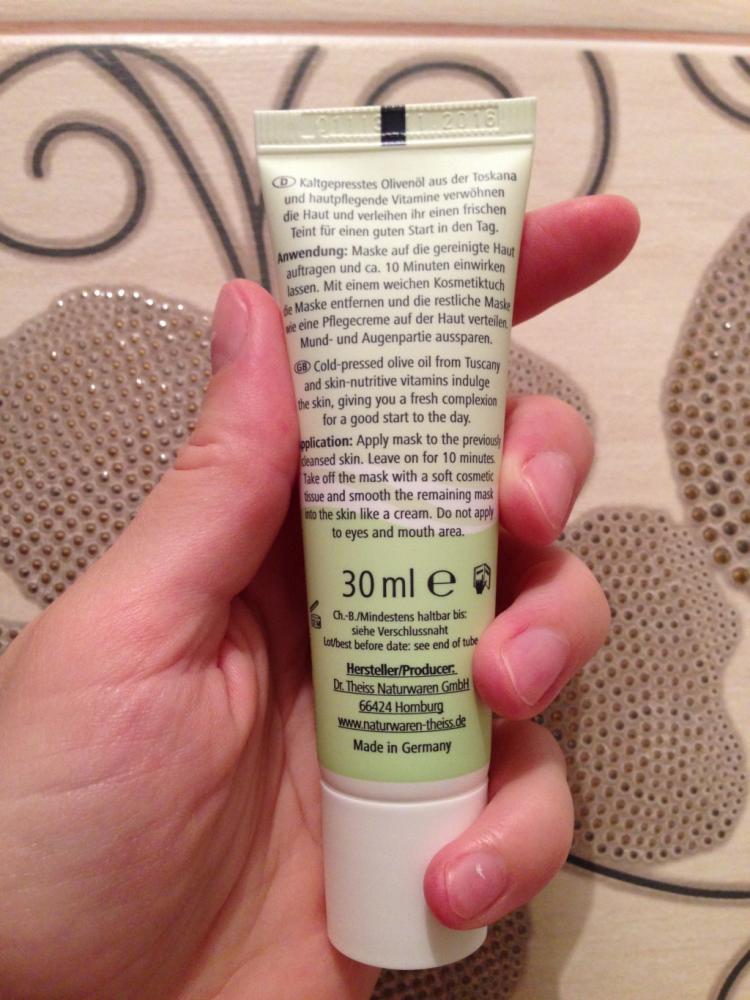 2016
D Kaltgepresstes Olivenöl aus der Toskana
und hautpflegende Vitamine verwöhnen
die Haut und verleihen ihr einen frischen
Teint für einen guten Start in den Tag.
Anwendung: Maske auf die gereinigte Haut
auftragen und ca. 10 Minuten einwirken
lassen. Mit einem weichen Kosmetiktuch
die Maske entfernen und die restliche Maske
wie eine Pflegecreme auf der Haut verteilen.
Mund- und Augenpartie aussparen.
GB Cold-pressed olive oil from Tuscany
and skin-nutritive vitamins indulge
the skin, giving you a fresh complexion
for a good start to the day.
Application: Apply mask to the previously
cleansed skin. Leave on for 10 minutes.
Take off the mask with a soft cosmetic
tissue and smooth the remaining mask
into the skin like a cream. Do not apply
to eyes and mouth area.
30 ml e
Ch.-B./Mindestens haltbar bis:
siehe Verschlussnaht
Lot/best before date: see end of tube
Hersteller/Producer:
Dr. Theiss Naturwaren GmbH
66424 Homburg
www.naturwaren-theiss.de
Made in Germany